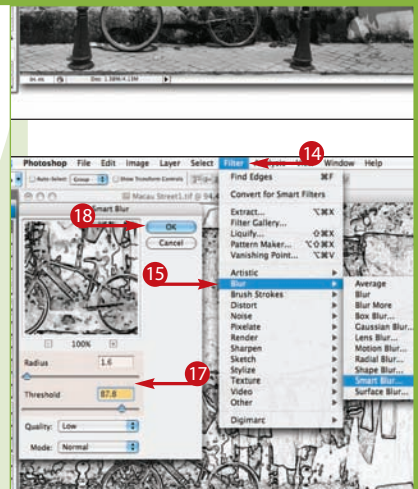 Doc: 1.58M/4.15M
14
Photoshop File Edit Image Layer Select Filter Window Help
Auto-Select: Group Show Transform Controls
Macau Street1.tif @ 94.4
Find Edges ⌘F
Convert for Smart Filters
Extract... ⌥⌘X
Filter Gallery...
Liquify... ⇧⌘X
Pattern Maker... ⌥⇧⌘X
Vanishing Point... ⌥⌘V
Artistic
Blur
Brush Strokes
Distort
Noise
Pixelate
Render
Sharpen
Sketch
Stylize
Texture
Video
Other
Digimarc
Average
Blur
Blur More
Box Blur...
Gaussian Blur...
Lens Blur...
Motion Blur...
Radial Blur...
Shape Blur...
Smart Blur...
Surface Blur...
Smart Blur
18
OK
Cancel
15
100%
Radius 1.6
17
Threshold 87.8
Quality: Low
Mode: Normal